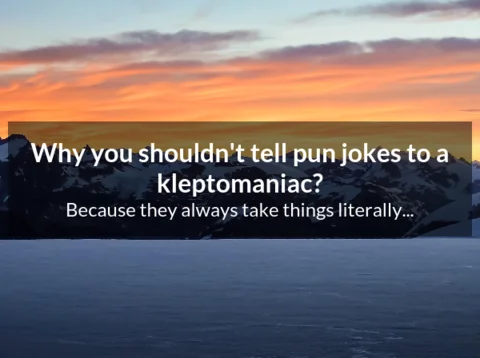 Why you shouldn't tell pun jokes to a
kleptomaniac?
Because they always take things literally...